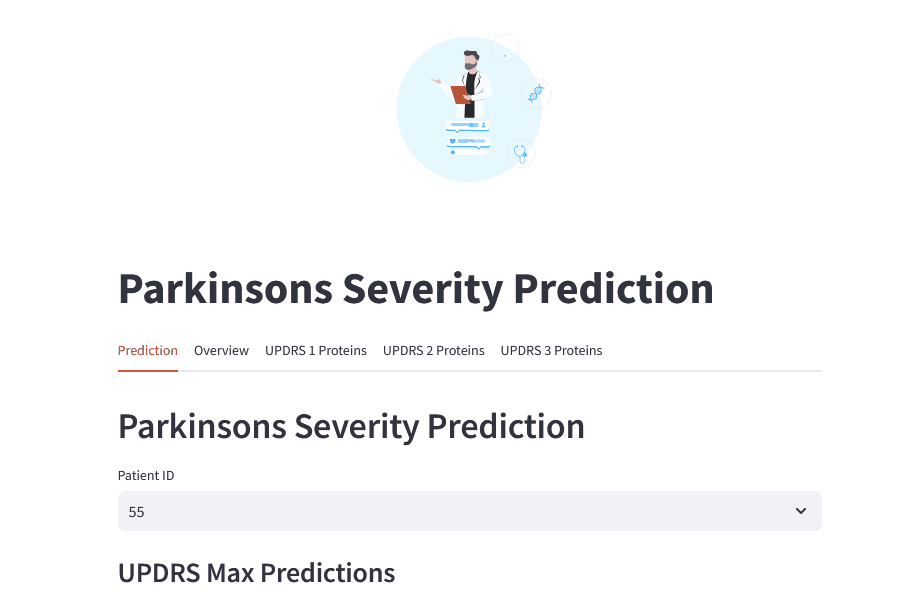 Parkinsons Severity Prediction
Prediction Overview UPDRS 1 Proteins UPDRS 2 Proteins UPDRS 3 Proteins
Parkinsons Severity Prediction
Patient ID
55
UPDRS Max Predictions